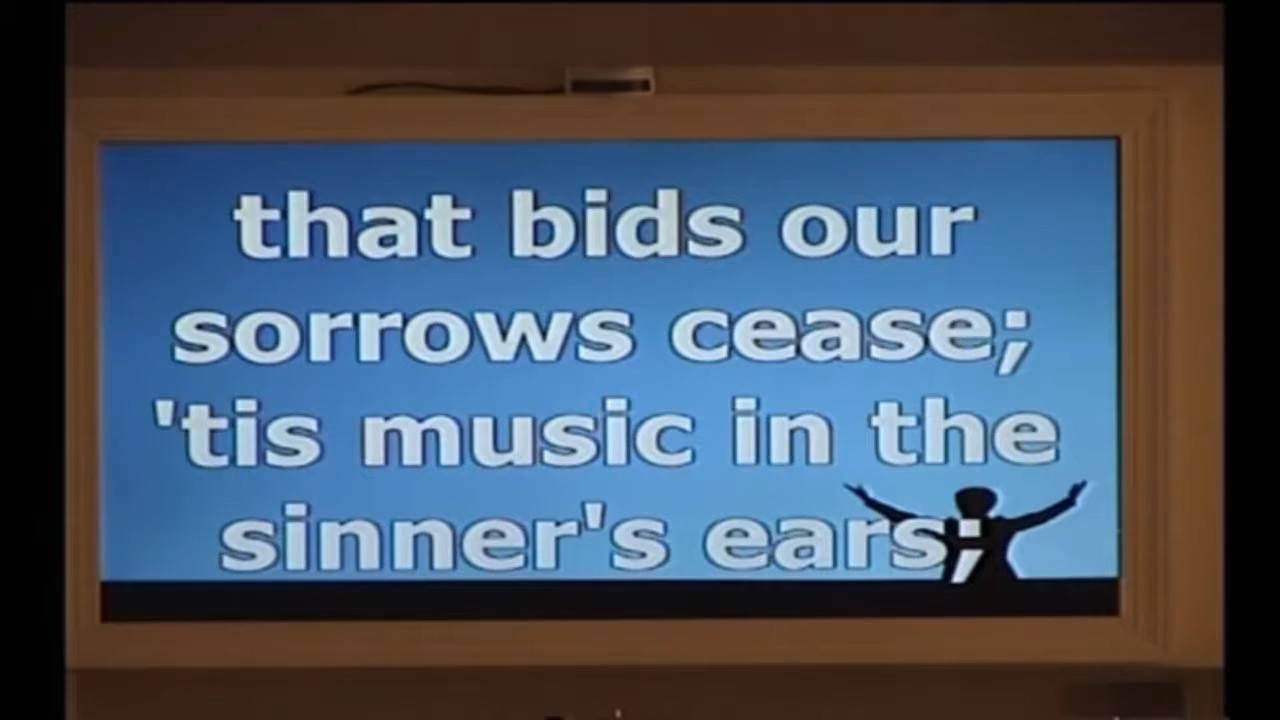 that bids our
sorrows cease;
'tis music in the
sinner's ears;